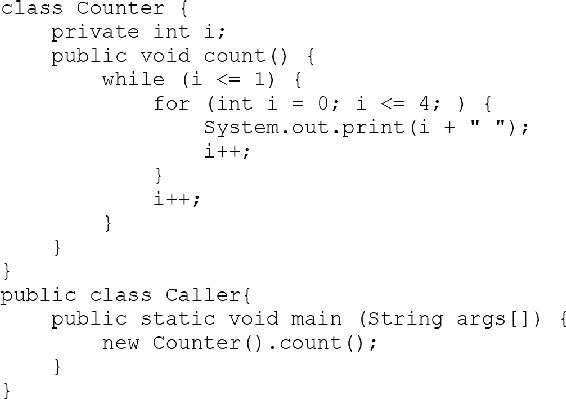 class Counter {
    private int i;
    public void count() {
        while (i <= 1) {
            for (int i = 0; i <= 4; ) {
                System.out.print(i + " ");
                i++;
            }
            i++;
        }
    }
}
public class Caller{
    public static void main (String args[]) {
        new Counter().count();
    }
}